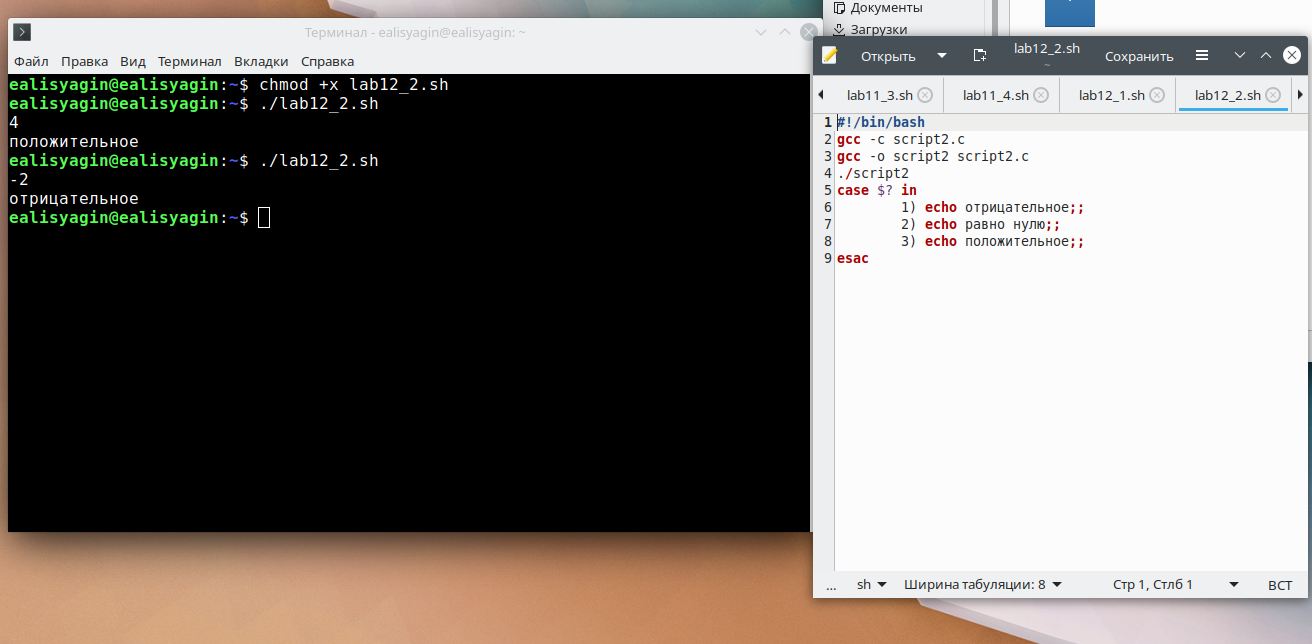 Терминал - ealisyagin@ealisyagin: ~
Файл Правка Вид Терминал Вкладки Справка
ealisyagin@ealisyagin:~$ chmod +x lab12_2.sh
ealisyagin@ealisyagin:~$ ./lab12_2.sh
4
положительное
ealisyagin@ealisyagin:~$ ./lab12_2.sh
-2
отрицательное
ealisyagin@ealisyagin:~$
Документы
Загрузки
Открыть
lab12_2.sh
~
Сохранить
lab11_3.sh lab11_4.sh lab12_1.sh lab12_2.sh
1 #!/bin/bash
2 gcc -c script2.c
3 gcc -o script2 script2.c
4 ./script2
5 case $? in
6 1) echo отрицательное;;
7 2) echo равно нулю;;
8 3) echo положительное;;
9 esac
... sh Ширина табуляции: 8 Стр 1, Стлб 1 ВСТ